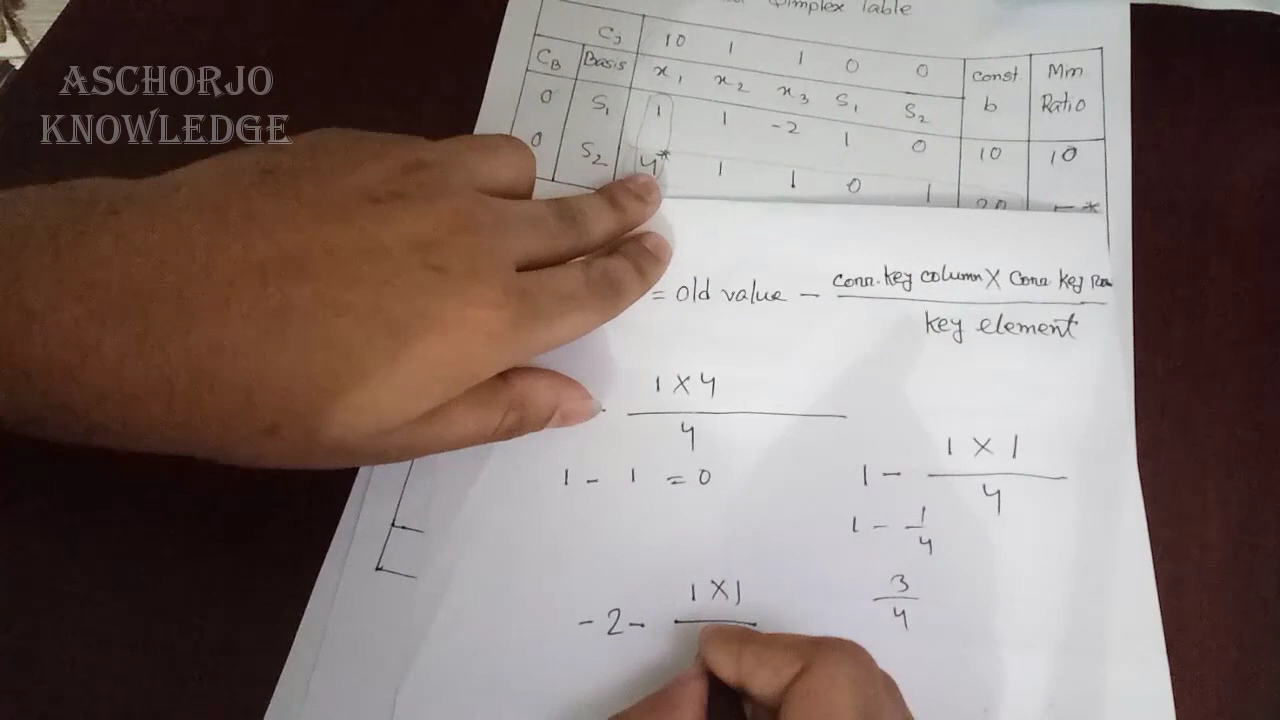 ASCHORJO
KNOWLEDGE
Simplex Table
Cj 10 1 1 0 0
CB Basis x1 x2 x3 S1 S2 Const b Min Ratio
0 S1 1 1 -2 1 0 10 10
0 S2 4* 1 1 0 1 20
= old value - corr. key column X corr. key Row
key element
1 X 4
4
1 - 1 = 0
1 - 1 X 1
4
1 - 1/4
3/4
-2 - 1 X 1